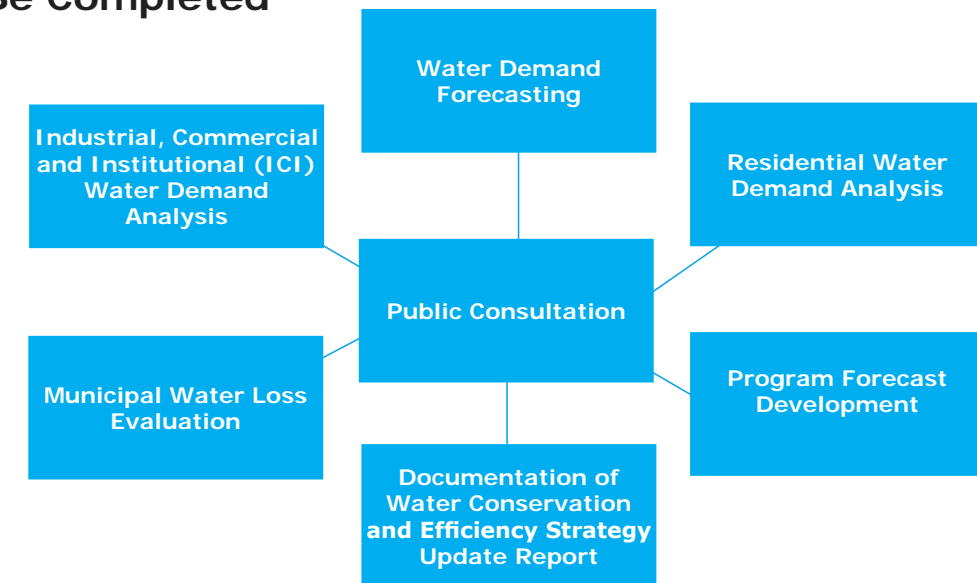 Be Completed
Water Demand
Forecasting
Industrial, Commercial
and Institutional (ICI)
Water Demand
Analysis
Residential Water
Demand Analysis
Public Consultation
Municipal Water Loss
Evaluation
Program Forecast
Development
Documentation of
Water Conservation
and Efficiency Strategy
Update Report